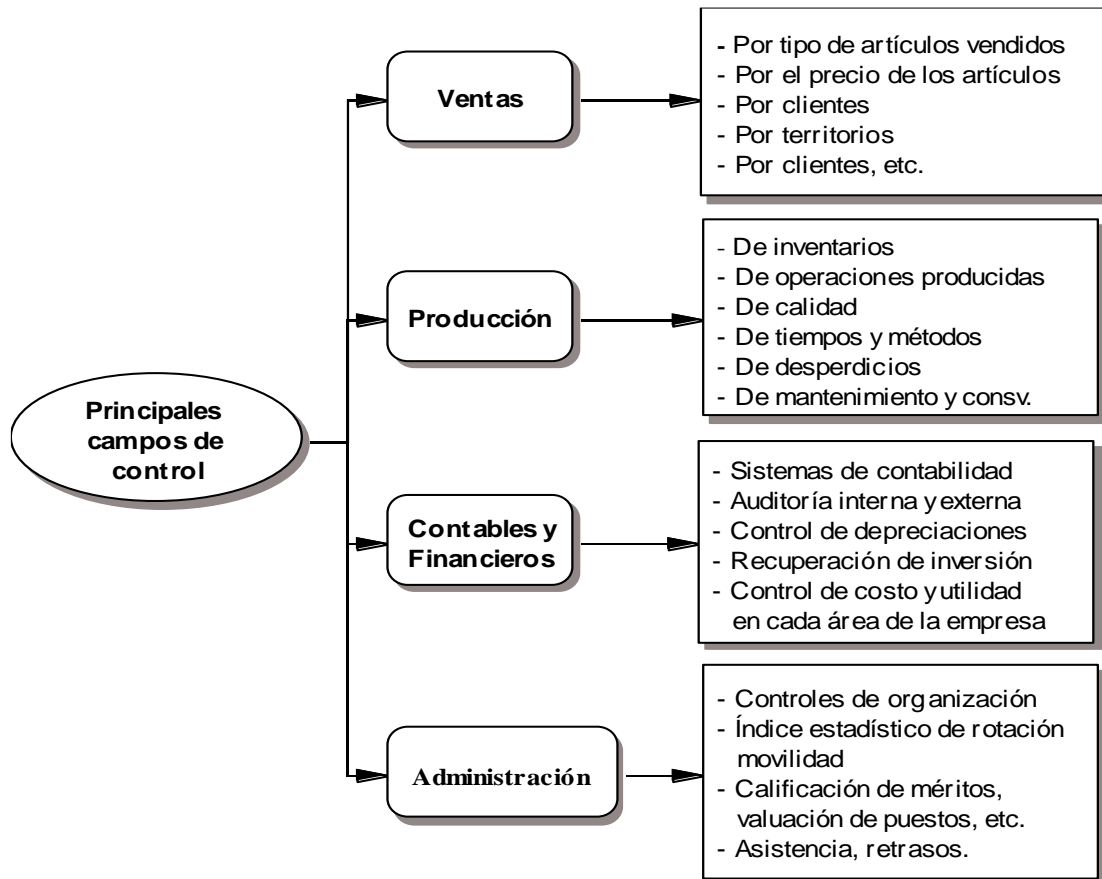 Principales
campos de
control
Ventas
- Por tipo de artículos vendidos
- Por el precio de los artículos
- Por clientes
- Por territorios
- Por clientes, etc.
Producción
- De inventarios
- De operaciones producidas
- De calidad
- De tiempos y métodos
- De desperdicios
- De mantenimiento y consv.
Contables y
Financieros
- Sistemas de contabilidad
- Auditoría interna y externa
- Control de depreciaciones
- Recuperación de inversión
- Control de costo y utilidad
en cada área de la empresa
Administración
- Controles de organización
- Índice estadístico de rotación
movilidad
- Calificación de méritos,
valuación de puestos, etc.
- Asistencia, retrasos.